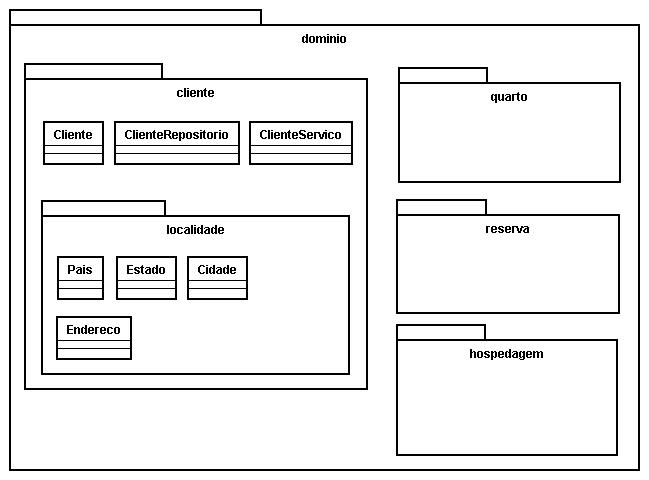 dominio
cliente
Cliente
ClienteRepositorio
ClienteServico
localidade
Pais
Estado
Cidade
Endereco
quarto
reserva
hospedagem